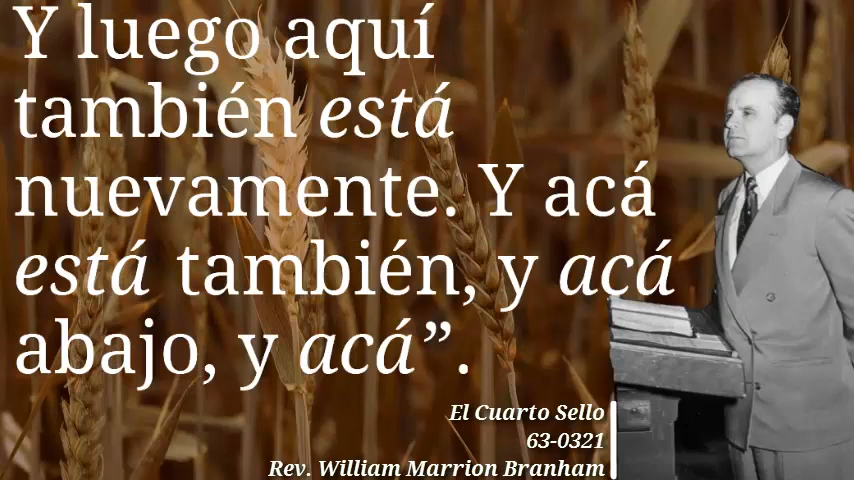 Y luego aquí
también está
nuevamente. Y acá
está también, y acá
abajo, y acá”.
El Cuarto Sello
63-0321
Rev. William Marrion Branham